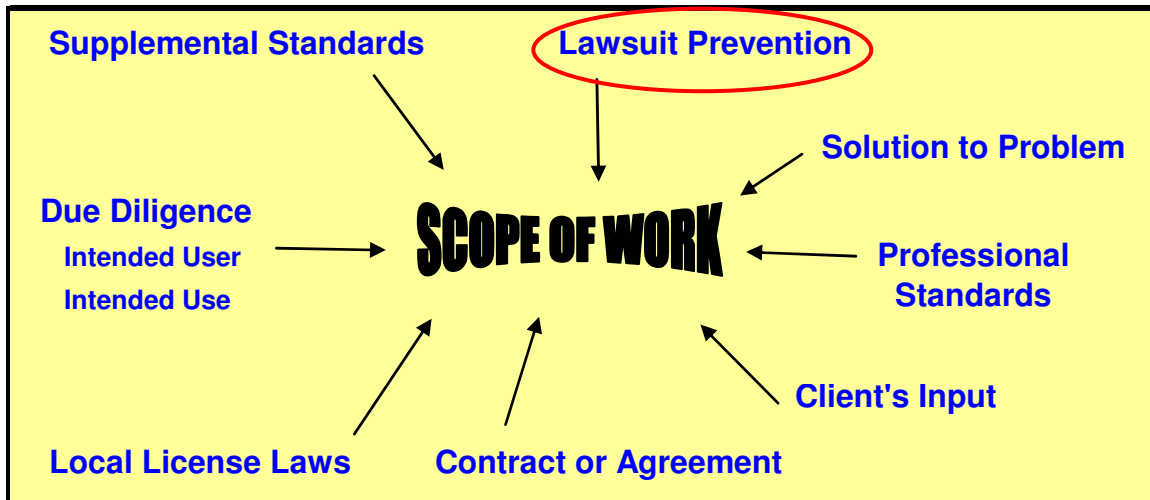 Supplemental Standards
Lawsuit Prevention
Solution to Problem
Due Diligence
Intended User
Intended Use
SCOPE OF WORK
Professional
Standards
Client's Input
Local License Laws
Contract or Agreement